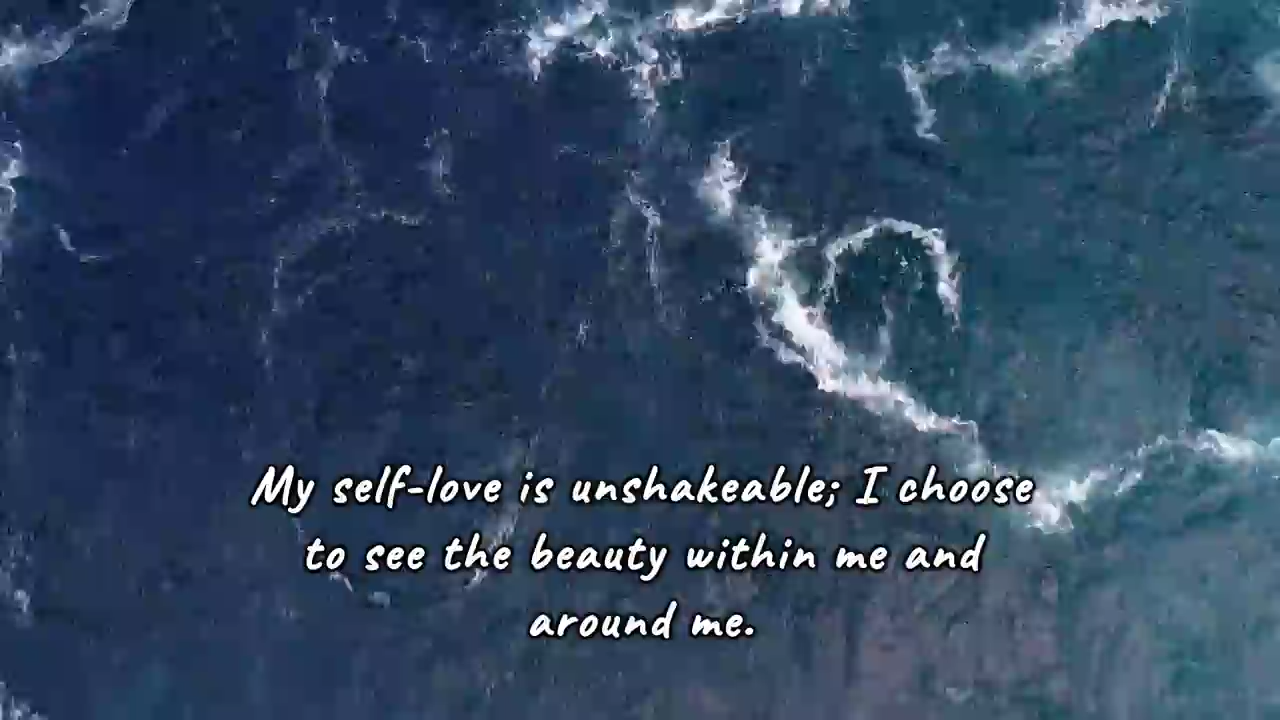 My self-love is unshakeable; I choose
to see the beauty within me and
around me.